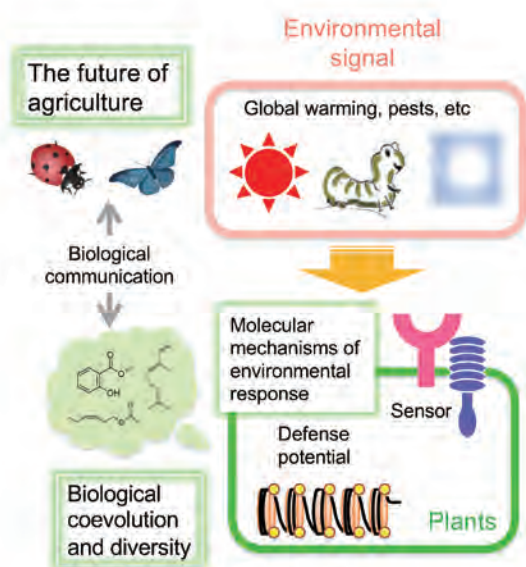 The future of
agriculture
Environmental
signal
Global warming, pests, etc
Biological
communication
O
O
OH
O
O
Molecular
mechanisms of
environmental
response
Sensor
Defense
potential
Plants
Biological
coevolution
and diversity